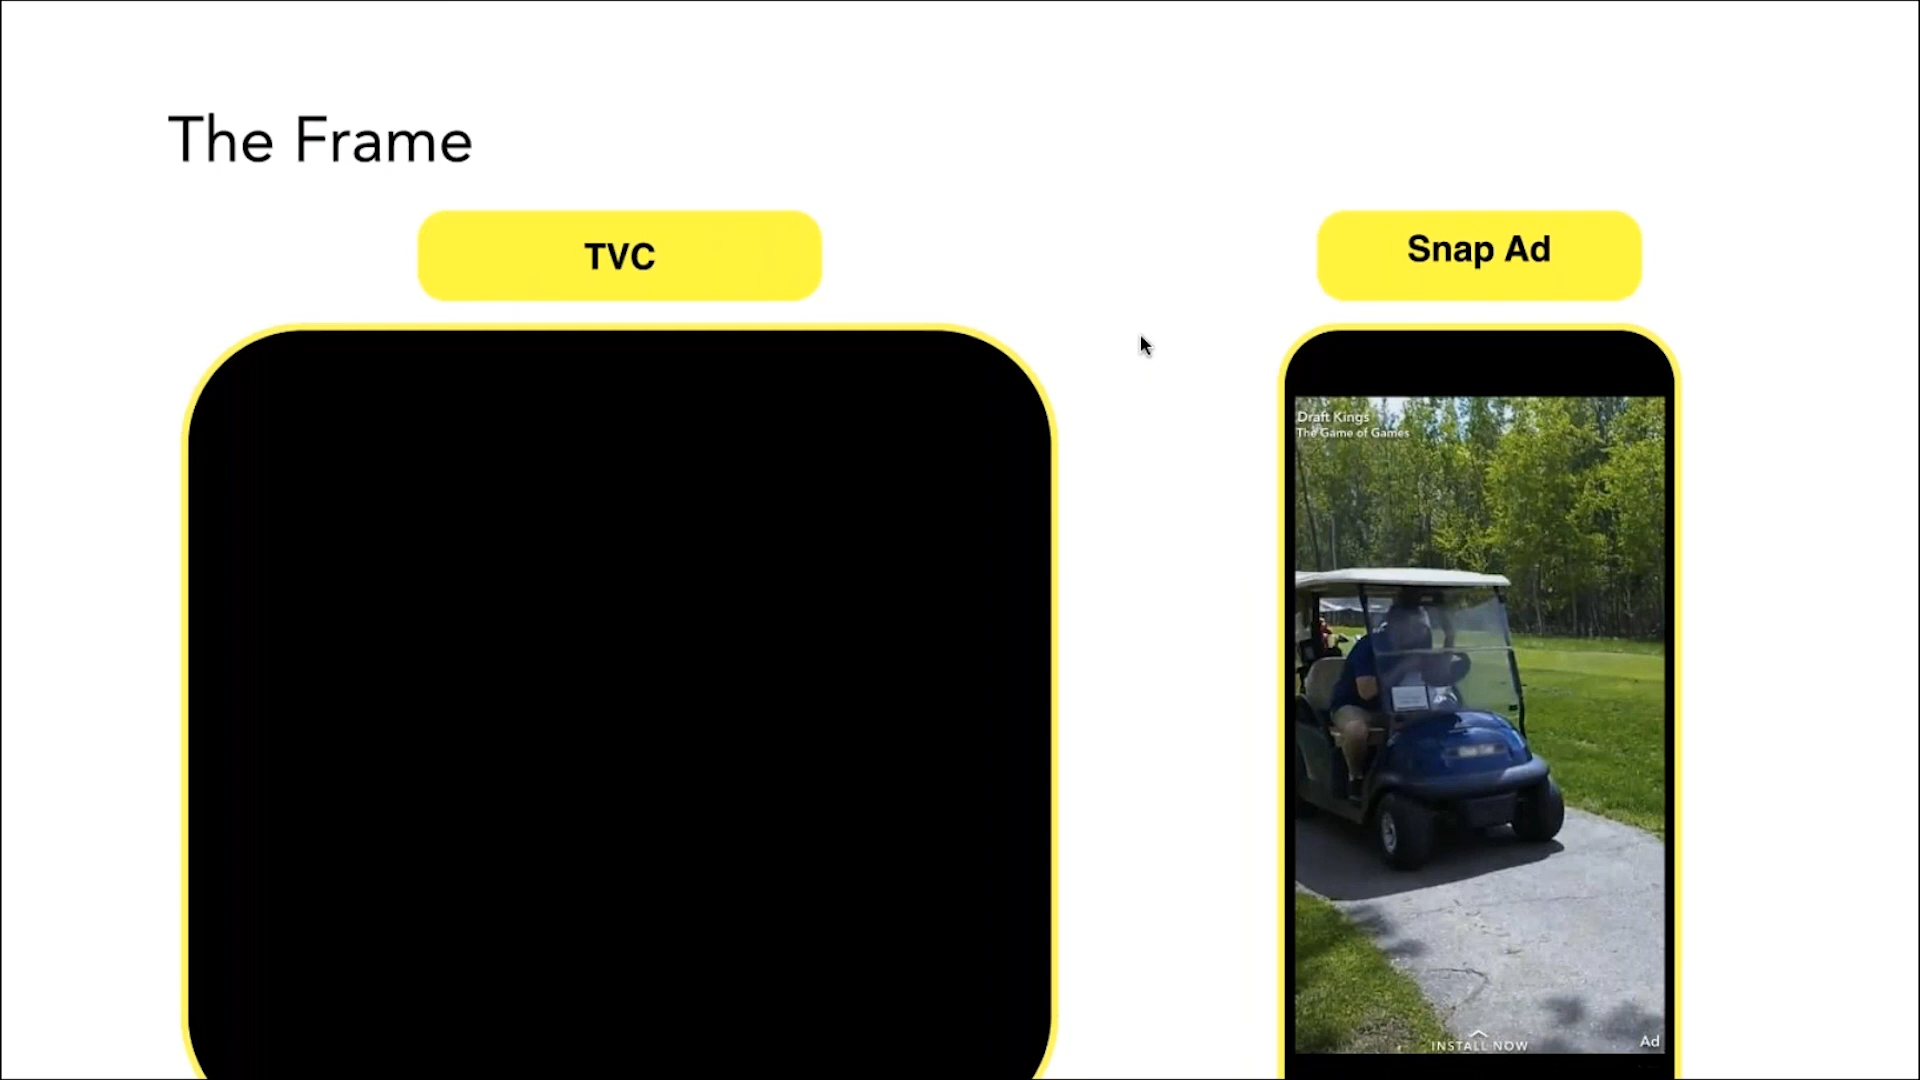 The Frame
TVC
Snap Ad
Draft Kings
The Game of Games
INSTALL NOW
Ad